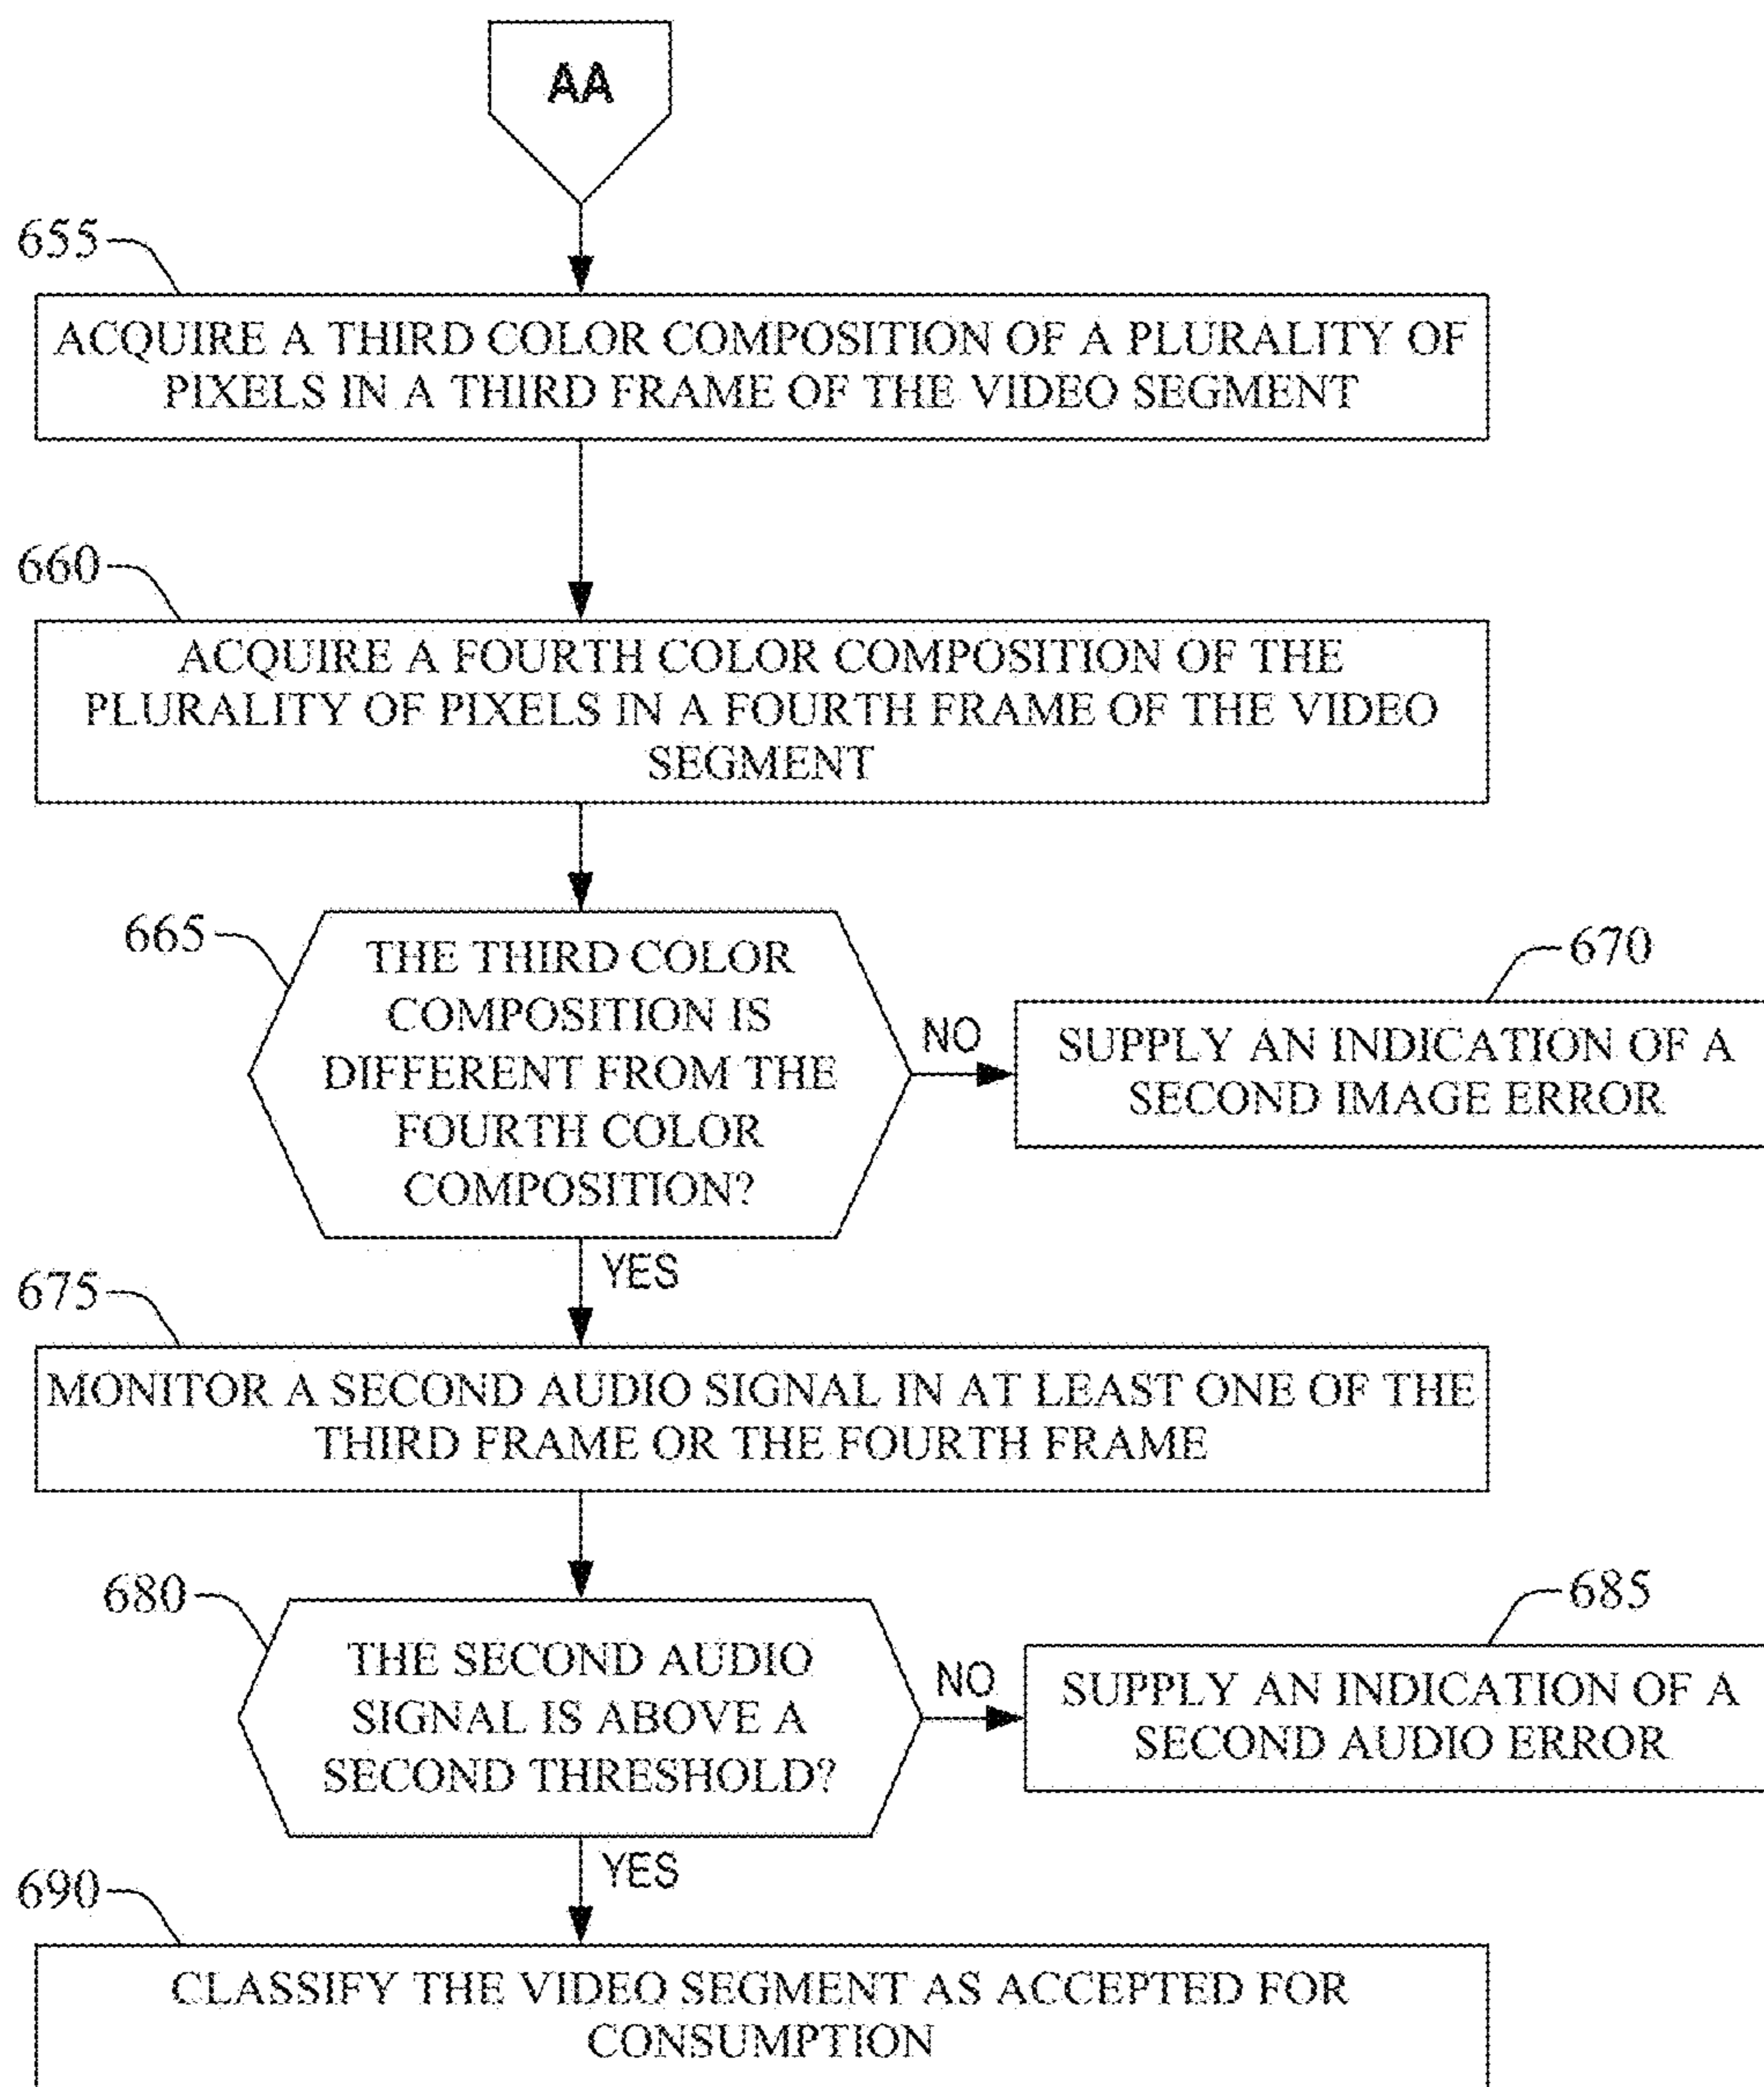 AA
655
ACQUIRE A THIRD COLOR COMPOSITION OF A PLURALITY OF
PIXELS IN A THIRD FRAME OF THE VIDEO SEGMENT
660
ACQUIRE A FOURTH COLOR COMPOSITION OF THE
PLURALITY OF PIXELS IN A FOURTH FRAME OF THE VIDEO
SEGMENT
665
THE THIRD COLOR
COMPOSITION IS
DIFFERENT FROM THE
FOURTH COLOR
COMPOSITION?
NO
670
SUPPLY AN INDICATION OF A
SECOND IMAGE ERROR
YES
675
MONITOR A SECOND AUDIO SIGNAL IN AT LEAST ONE OF THE
THIRD FRAME OR THE FOURTH FRAME
680
THE SECOND AUDIO
SIGNAL IS ABOVE A
SECOND THRESHOLD?
NO
685
SUPPLY AN INDICATION OF A
SECOND AUDIO ERROR
YES
690
CLASSIFY THE VIDEO SEGMENT AS ACCEPTED FOR
CONSUMPTION